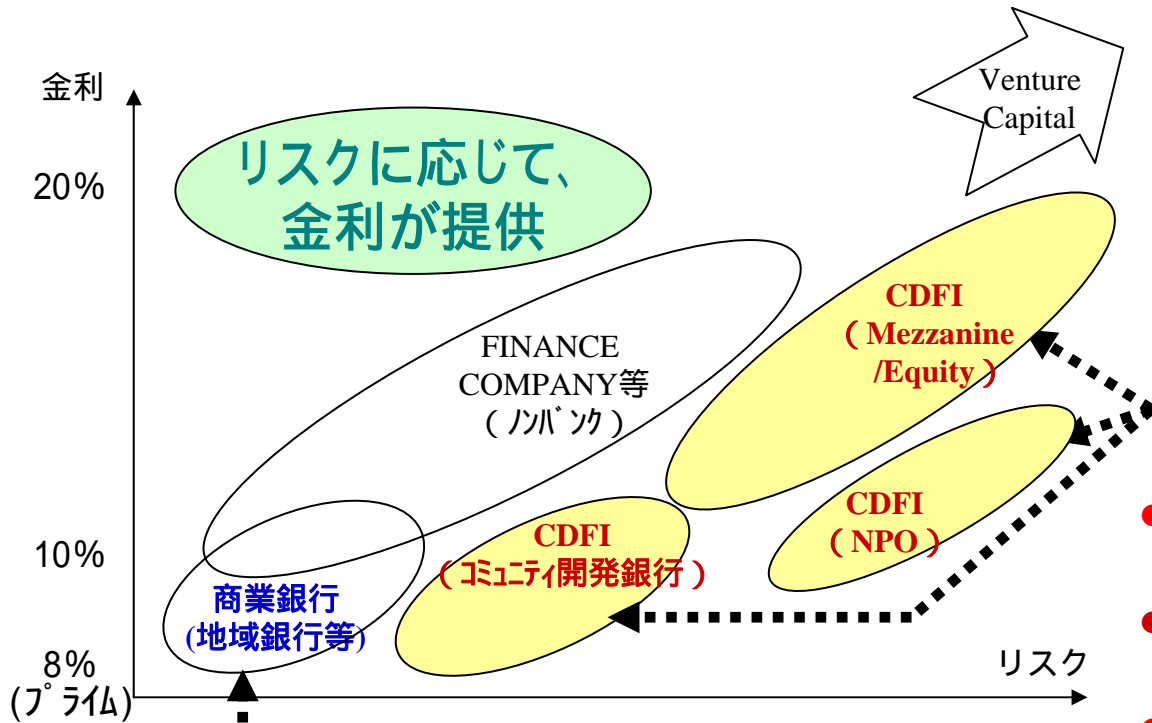 金利
Venture
Capital
リスクに応じて、
金利が提供
20%
CDFI
(Mezzanine
/Equity)
FINANCE
COMPANY等
(ﾉﾝﾊﾞﾝｸ)
CDFI
(NPO)
CDFI
(ｺﾐｭﾆﾃｨ開発銀行)
10%
商業銀行
(地域銀行等)
8%
(ﾌﾟﾗｲﾑ)
リスク